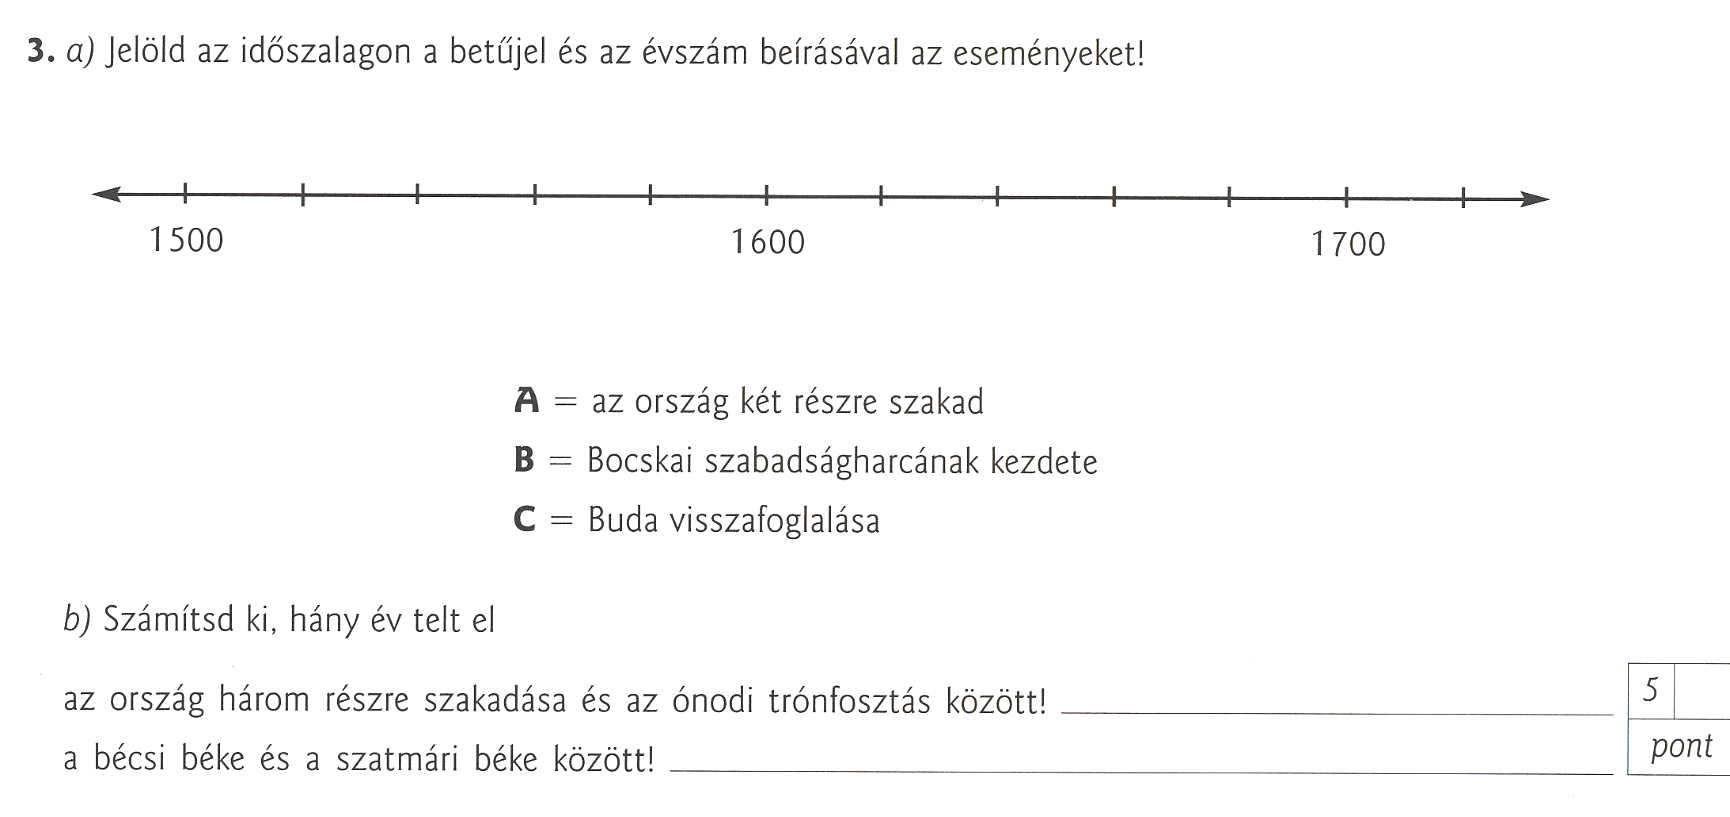 3. a) Jelöld az időszalagon a betűjel és az évszám beírásával az eseményeket!
1500 1600 1700
A = az ország két részre szakad
B = Bocskai szabadságharcának kezdete
C = Buda visszafoglalása
b) Számítsd ki, hány év telt el
az ország három részre szakadása és az ónodi trónfosztás között!
5
a bécsi béke és a szatmári béke között!
pont